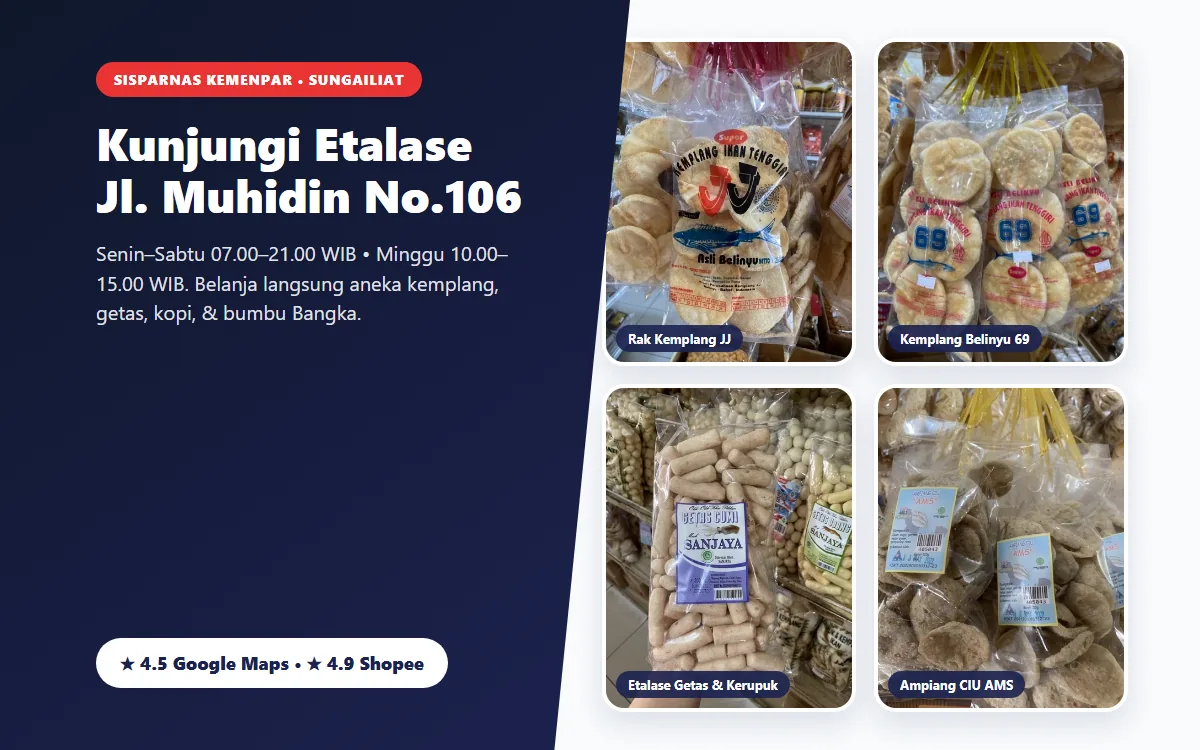 SISPARNAS KEMENPAR • SUNGAILIAT
Kunjungi Etalase
Jl. Muhidin No.106
Senin–Sabtu 07.00–21.00 WIB • Minggu 10.00–
15.00 WIB. Belanja langsung aneka kemplang,
getas, kopi, & bumbu Bangka.
★ 4.5 Google Maps • ★ 4.9 Shopee
Super
KEMPLANG IKAN TENGGIRI
JJ
Asli Belinyu
Rak Kemplang JJ
69
69
69
Kemplang Belinyu 69
GETAS CUMI
SANJAYA
GETAS
SANJAYA
Etalase Getas & Kerupuk
"AMS"
"AMS"
Ampiang CIU AMS